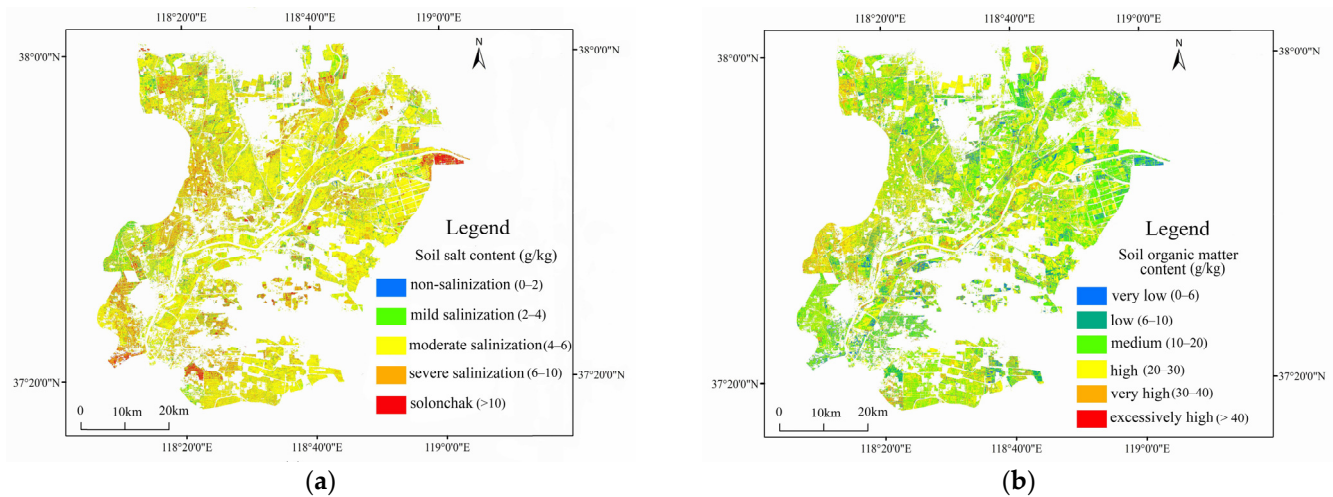 118°20'0"E
118°40'0"E
119°0'0"E
38°0'0"N
38°0'0"N
N
Legend
Soil salt content (g/kg)
non-salinization (0–2)
mild salinization (2–4)
moderate salinization (4–6)
severe salinization (6–10)
solonchak (>10)
37°20'0"N
37°20'0"N
0
10km
20km
118°20'0"E
118°40'0"E
119°0'0"E
(a)
118°20'0"E
118°40'0"E
119°0'0"E
38°0'0"N
38°0'0"N
N
Legend
Soil organic matter
content (g/kg)
very low (0–6)
low (6–10)
medium (10–20)
high (20–30)
very high (30–40)
excessively high (> 40)
37°20'0"N
37°20'0"N
0
10km
20km
118°20'0"E
118°40'0"E
119°0'0"E
(b)